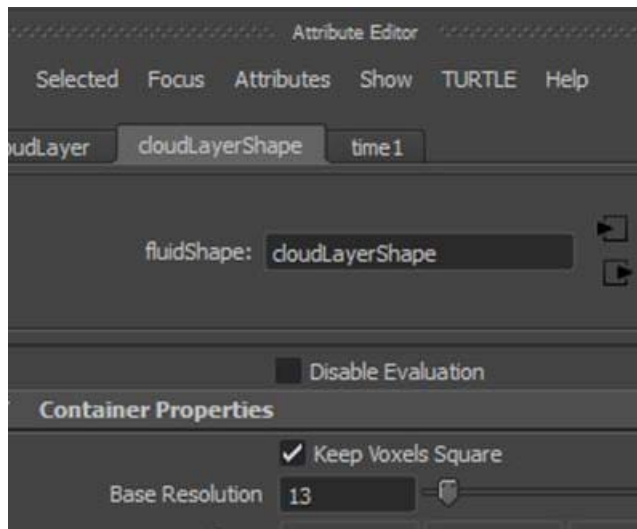 Attribute Editor
Selected Focus Attributes Show TURTLE Help
oudLayer cloudLayerShape time1
fluidShape: cloudLayerShape
Disable Evaluation
Container Properties
Keep Voxels Square
Base Resolution 13